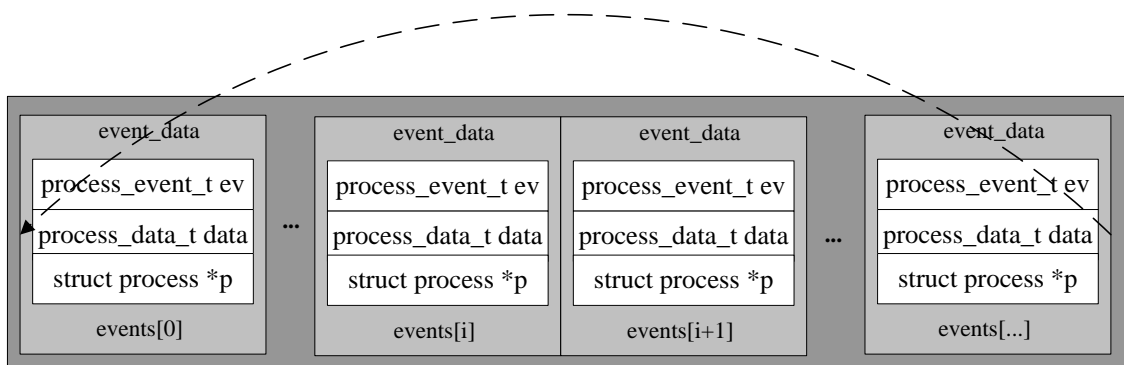 event_data
process_event_t ev
process_data_t data
struct process *p
events[0]
...
event_data
process_event_t ev
process_data_t data
struct process *p
events[i]
event_data
process_event_t ev
process_data_t data
struct process *p
events[i+1]
...
event_data
process_event_t ev
process_data_t data
struct process *p
events[...]